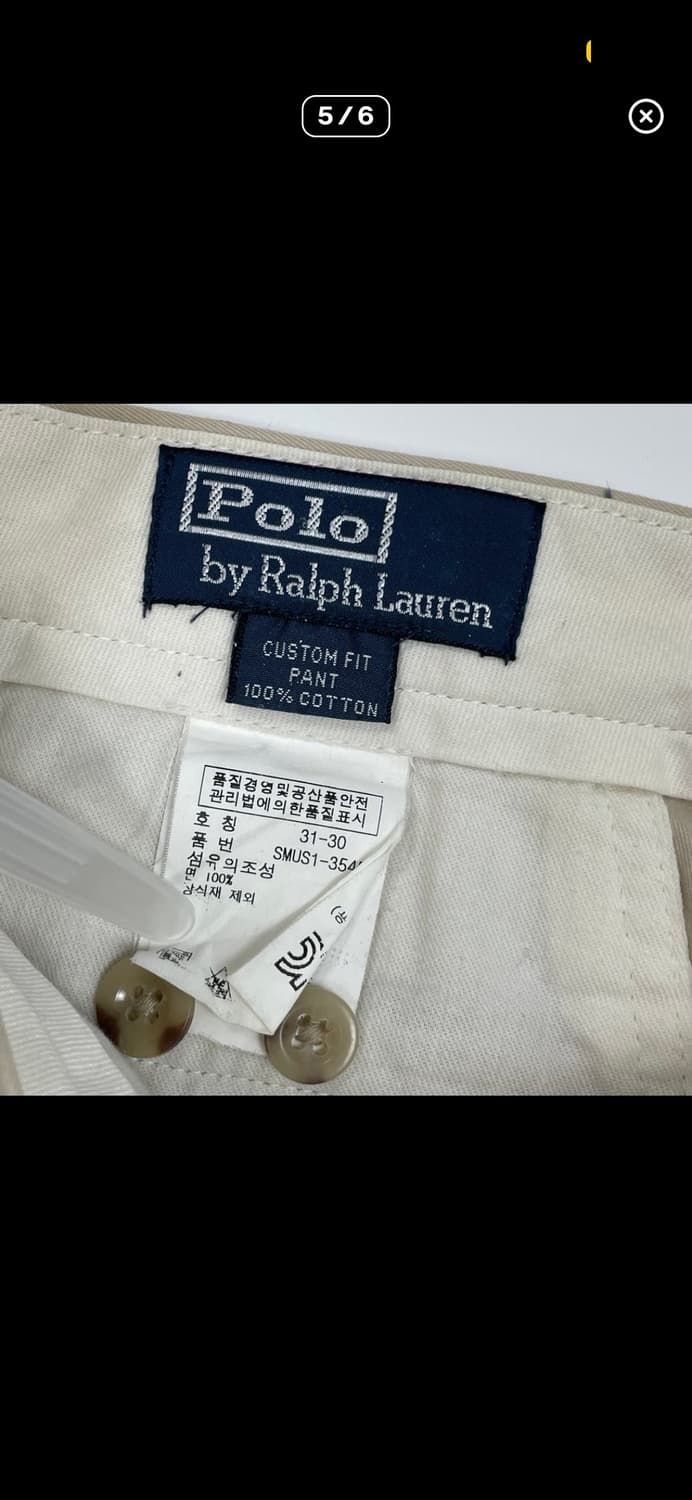 5/6
Polo
by Ralph Lauren
CUSTOM FIT
PANT
100% COTTON
품질경영및공산품안전
관리법에의한품질표시
호 칭 31-30
품 번 SMUS1-354
섬유의조성
면 100%
장식재 제외